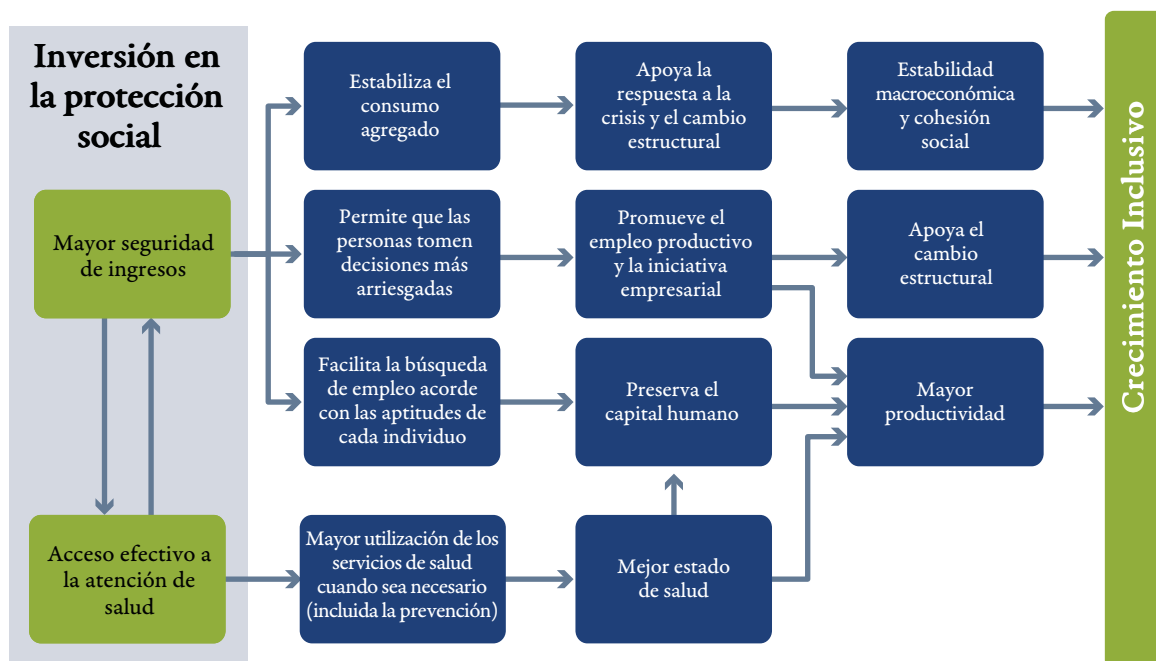 Inversión en
la protección
social
Mayor seguridad
de ingresos
Acceso efectivo a
la atención de
salud
Estabiliza el
consumo
agregado
Apoya la
respuesta a la
crisis y el cambio
estructural
Estabilidad
macroeconómica
y cohesión
social
Permite que las
personas tomen
decisiones más
arriesgadas
Promueve el
empleo productivo
y la iniciativa
empresarial
Apoya el
cambio
estructural
Facilita la búsqueda
de empleo acorde
con las aptitudes de
cada individuo
Preserva el
capital humano
Mayor
productividad
Mayor utilización de los
servicios de salud
cuando sea necesario
(incluida la prevención)
Mejor estado
de salud
Crecimiento Inclusivo